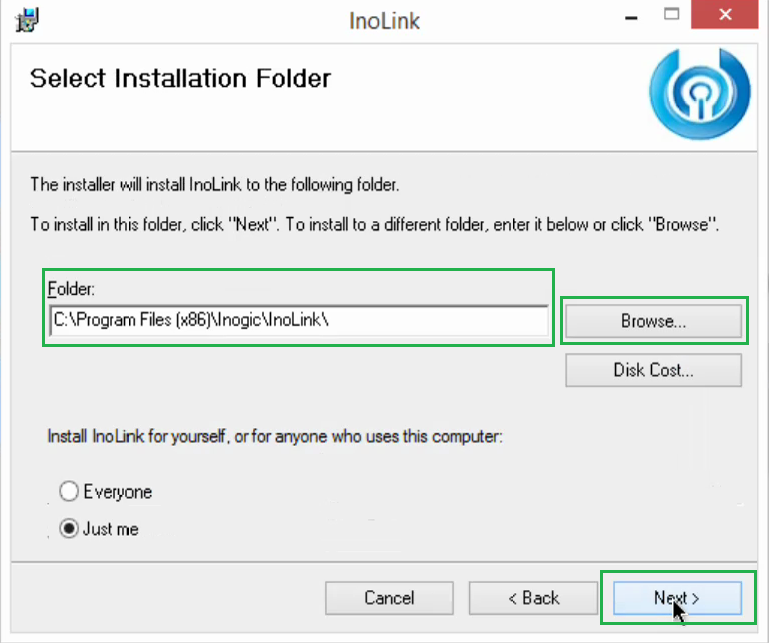 InoLink
Select Installation Folder
The installer will install InoLink to the following folder.
To install in this folder, click "Next". To install to a different folder, enter it below or click "Browse".
Folder:
C:\Program Files (x86)\Inogic\InoLink\
Browse...
Disk Cost...
Install InoLink for yourself, or for anyone who uses this computer:
Everyone
Just me
Cancel
< Back
Next >